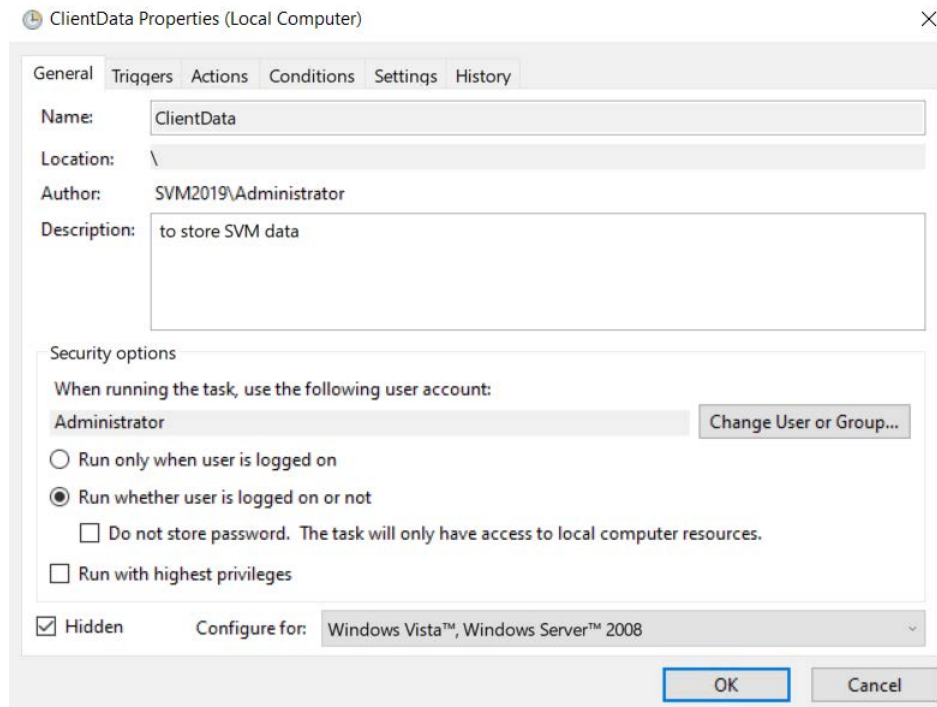 ClientData Properties (Local Computer)
General Triggers Actions Conditions Settings History
Name: ClientData
Location: \
Author: SVM2019\Administrator
Description: to store SVM data
Security options
When running the task, use the following user account:
Administrator Change User or Group...
Run only when user is logged on
Run whether user is logged on or not
Do not store password. The task will only have access to local computer resources.
Run with highest privileges
Hidden Configure for: Windows Vista™, Windows Server™ 2008
OK Cancel